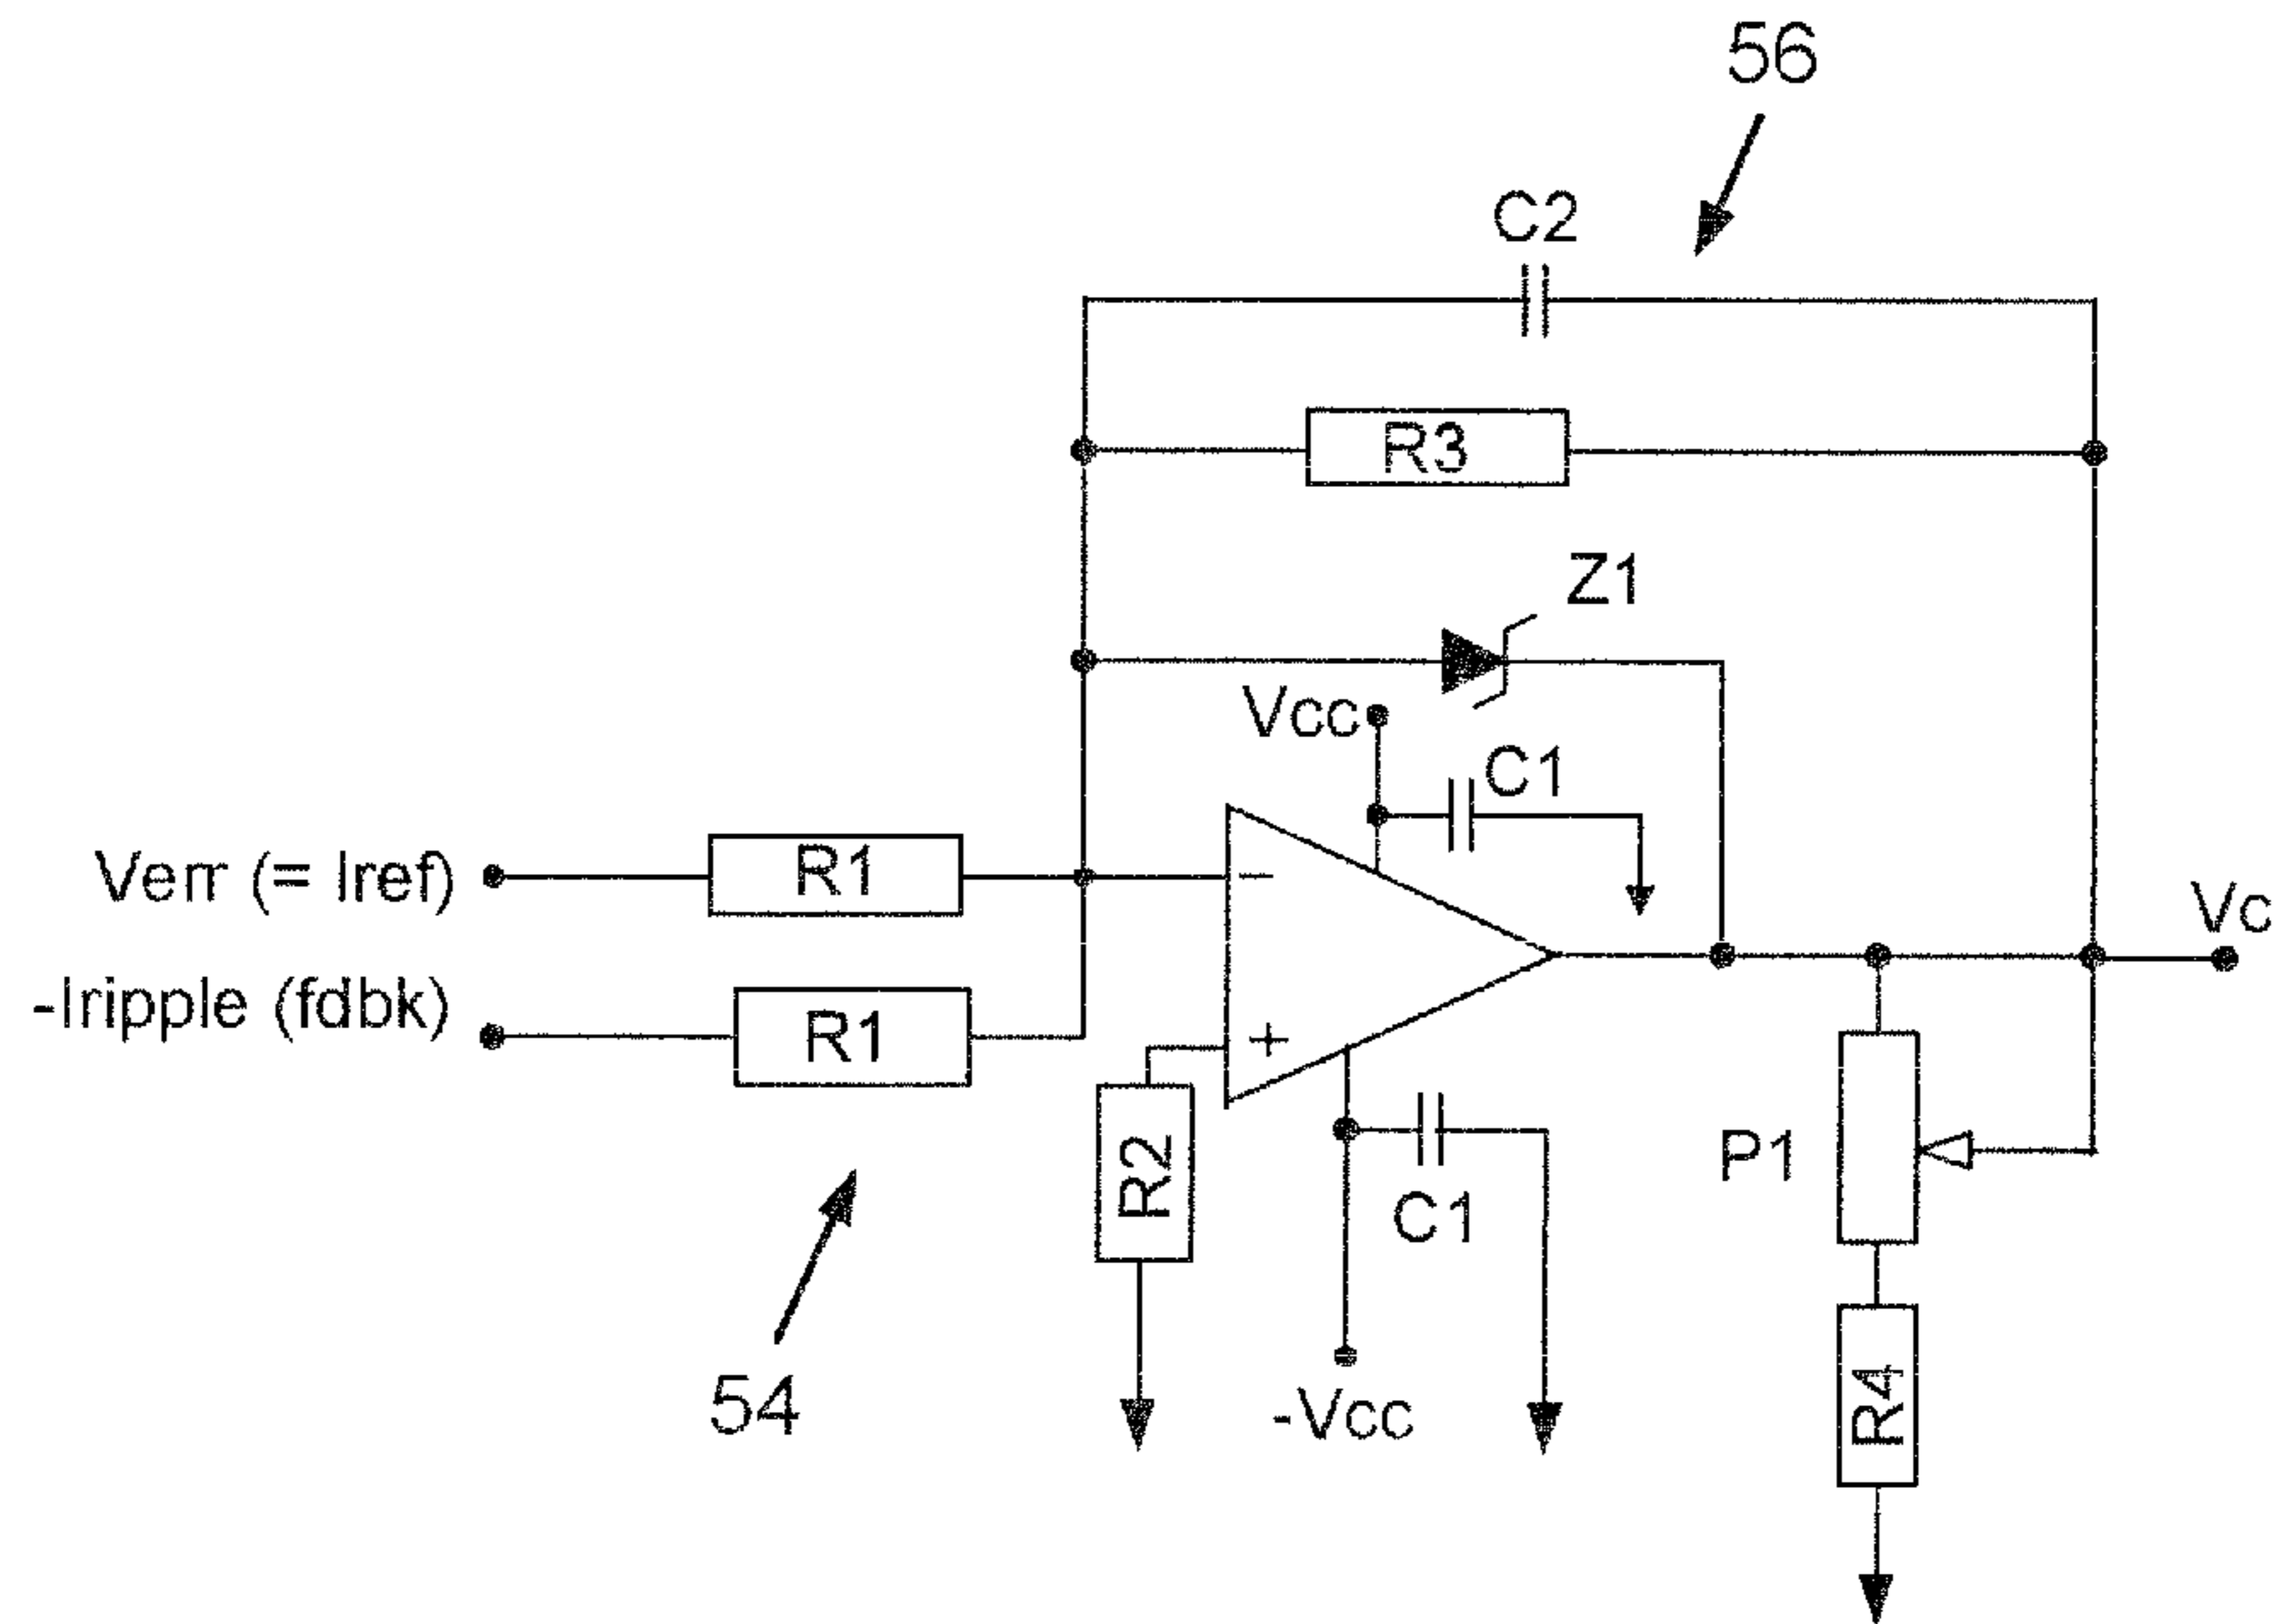 56
C2
R3
Z1
Vcc
C1
Verr (= Iref)
R1
−
Vc
-Iripple (fdbk)
R1
+
R2
P1
C1
54
-Vcc
R4